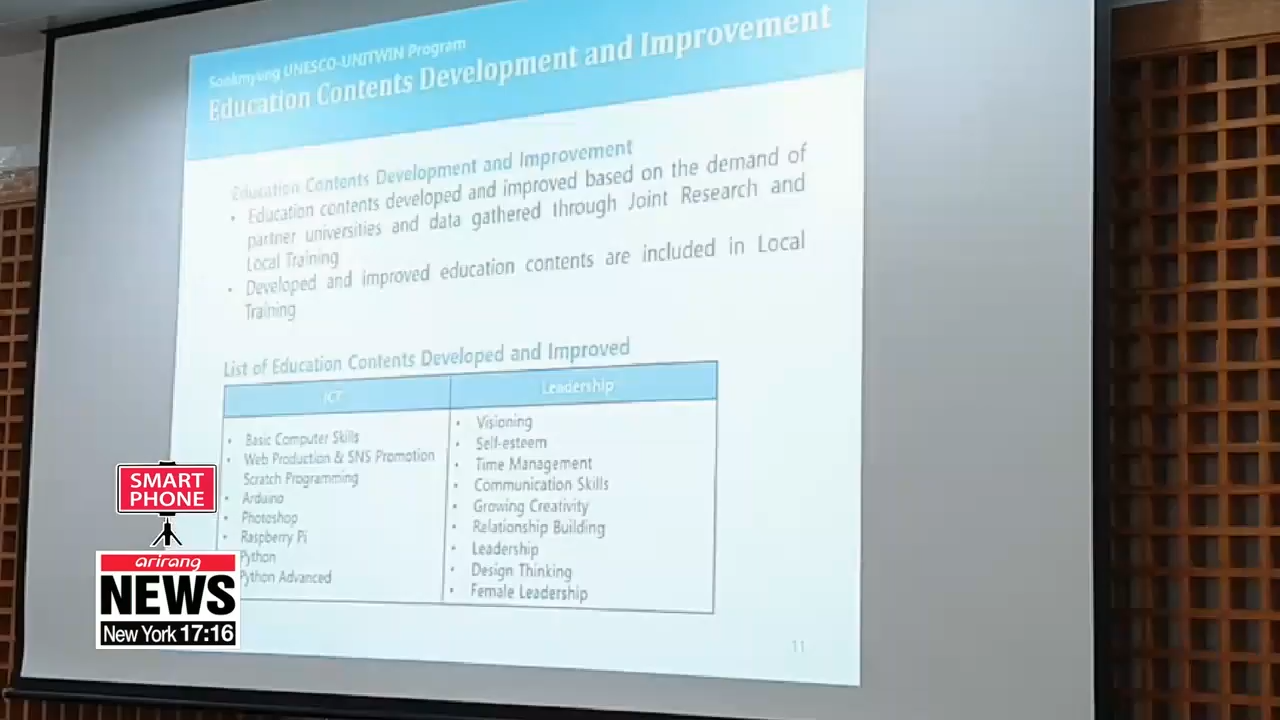 Sookmyung UNESCO-UNITWIN Program
Education Contents Development and Improvement
Education Contents Development and Improvement
• Education contents developed and improved based on the demand of
partner universities and data gathered through Joint Research and
Local Training
• Developed and improved education contents are included in Local
Training
List of Education Contents Developed and Improved
ICT
• Basic Computer Skills
• Web Production & SNS Promotion
Scratch Programming
• Arduino
• Photoshop
• Raspberry Pi
Python
Python Advanced
Leadership
• Visioning
• Self-esteem
• Time Management
• Communication Skills
• Growing Creativity
• Relationship Building
• Leadership
• Design Thinking
• Female Leadership
11
SMART
PHONE
arirang
NEWS
New York 17:16